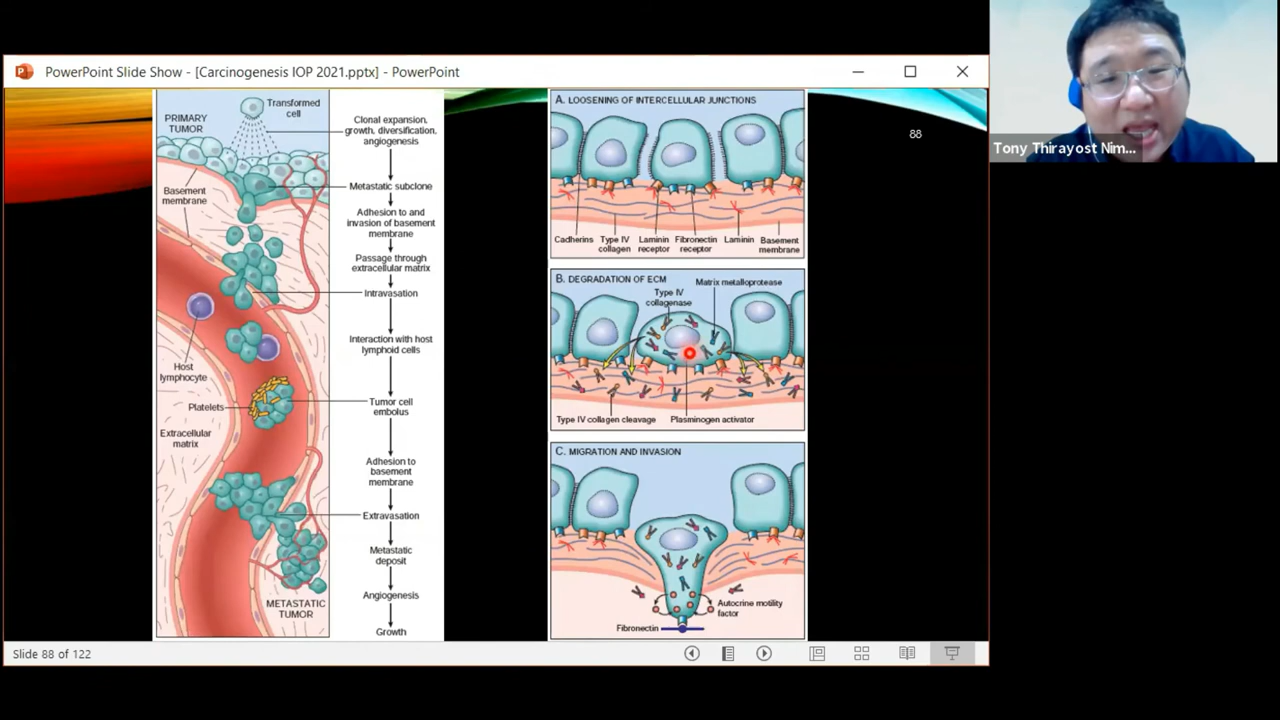 PowerPoint Slide Show - [Carcinogenesis IOP 2021.pptx] - PowerPoint
Transformed
cell
PRIMARY
TUMOR
Basement
membrane
Host
lymphocyte
Platelets
Extracellular
matrix
METASTATIC
TUMOR
Clonal expansion,
growth, diversification,
angiogenesis
Metastatic subclone
Adhesion to and
invasion of basement
membrane
Passage through
extracellular matrix
Intravasation
Interaction with host
lymphoid cells
Tumor cell
embolus
Adhesion to
basement
membrane
Extravasation
Metastatic
deposit
Angiogenesis
Growth
A. LOOSENING OF INTERCELLULAR JUNCTIONS
Cadherins
Type IV
collagen
Laminin
receptor
Fibronectin
receptor
Laminin
Basement
membrane
B. DEGRADATION OF ECM
Matrix metalloprotease
Type IV
collagenase
Type IV collagen cleavage
Plasminogen activator
C. MIGRATION AND INVASION
Autocrine motility
factor
Fibronectin
88
Tony Thirayost Nim...
Slide 88 of 122